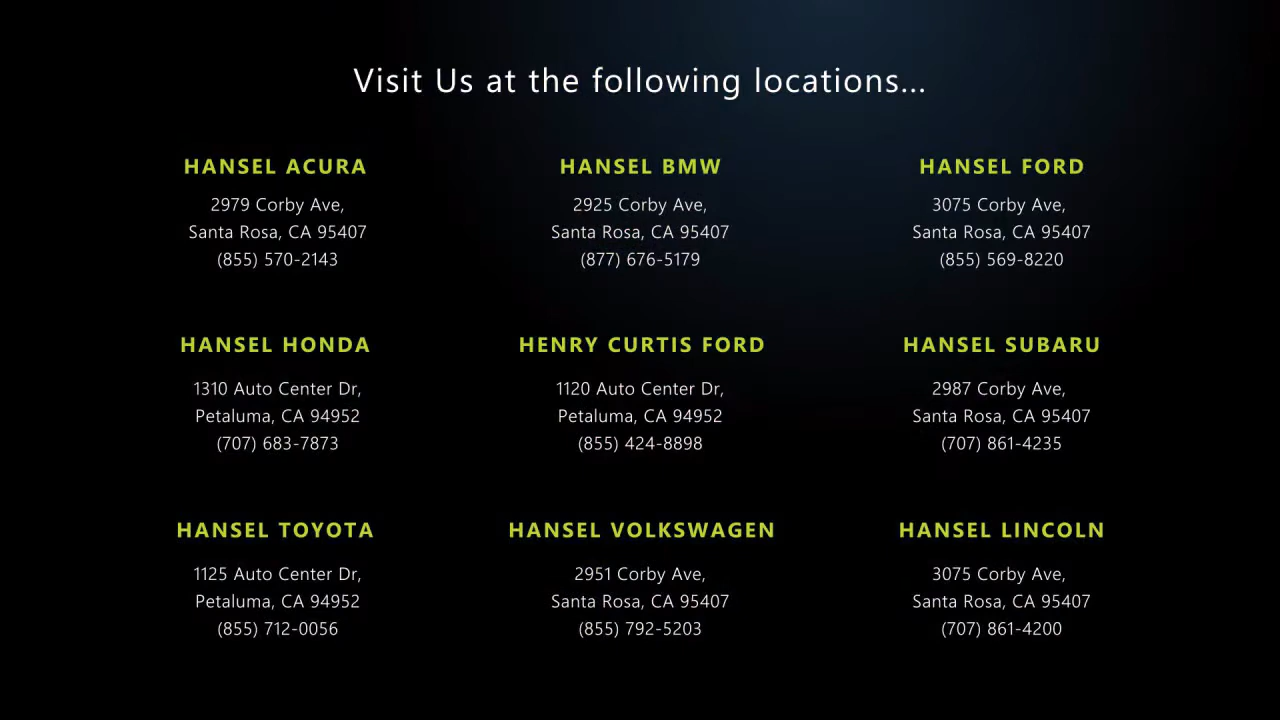 Visit Us at the following locations...
HANSEL ACURA
2979 Corby Ave,
Santa Rosa, CA 95407
(855) 570-2143
HANSEL BMW
2925 Corby Ave,
Santa Rosa, CA 95407
(877) 676-5179
HANSEL FORD
3075 Corby Ave,
Santa Rosa, CA 95407
(855) 569-8220
HANSEL HONDA
1310 Auto Center Dr,
Petaluma, CA 94952
(707) 683-7873
HENRY CURTIS FORD
1120 Auto Center Dr,
Petaluma, CA 94952
(855) 424-8898
HANSEL SUBARU
2987 Corby Ave,
Santa Rosa, CA 95407
(707) 861-4235
HANSEL TOYOTA
1125 Auto Center Dr,
Petaluma, CA 94952
(855) 712-0056
HANSEL VOLKSWAGEN
2951 Corby Ave,
Santa Rosa, CA 95407
(855) 792-5203
HANSEL LINCOLN
3075 Corby Ave,
Santa Rosa, CA 95407
(707) 861-4200